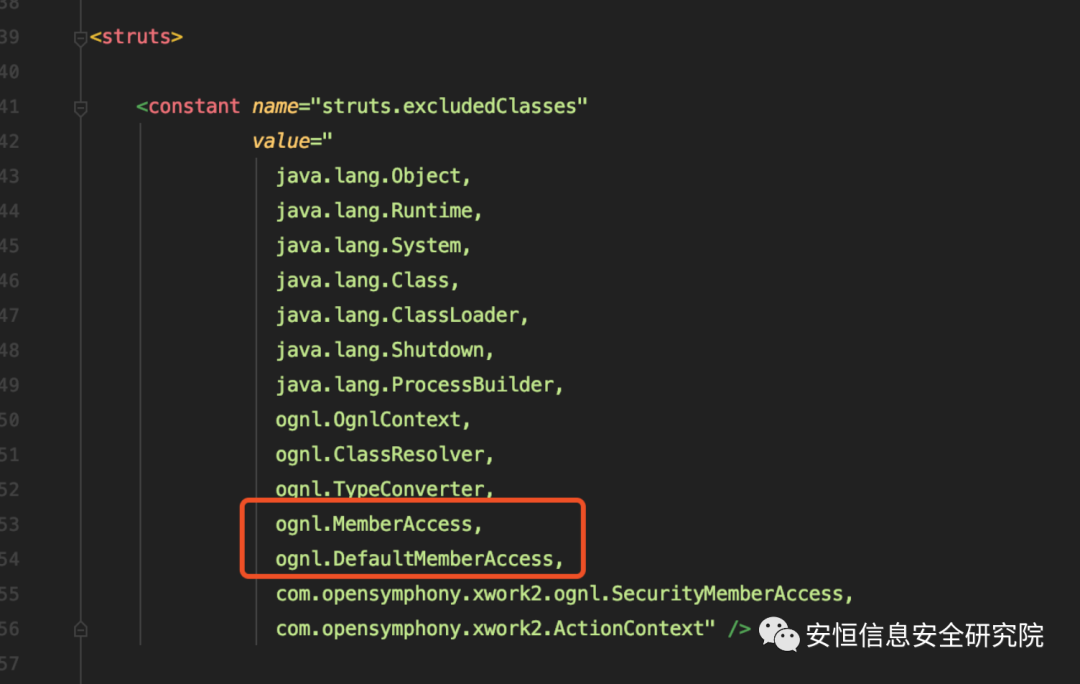 38
39 <struts>
40
41 <constant name="struts.excludedClasses"
42 value="
43 java.lang.Object,
44 java.lang.Runtime,
45 java.lang.System,
46 java.lang.Class,
47 java.lang.ClassLoader,
48 java.lang.Shutdown,
49 java.lang.ProcessBuilder,
50 ognl.OgnlContext,
51 ognl.ClassResolver,
52 ognl.TypeConverter,
53 ognl.MemberAccess,
54 ognl.DefaultMemberAccess,
55 com.opensymphony.xwork2.ognl.SecurityMemberAccess,
56 com.opensymphony.xwork2.ActionContext" />
安恒信息安全研究院
57